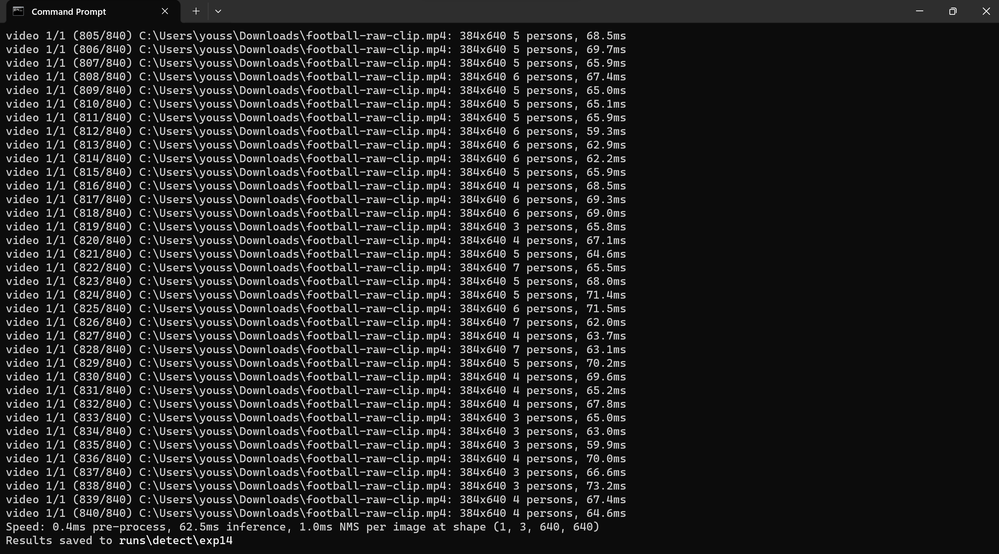 Command Prompt
video 1/1 (805/840) C:\Users\youss\Downloads\football-raw-clip.mp4: 384x640 5 persons, 68.5ms
video 1/1 (806/840) C:\Users\youss\Downloads\football-raw-clip.mp4: 384x640 5 persons, 69.7ms
video 1/1 (807/840) C:\Users\youss\Downloads\football-raw-clip.mp4: 384x640 5 persons, 65.9ms
video 1/1 (808/840) C:\Users\youss\Downloads\football-raw-clip.mp4: 384x640 6 persons, 67.4ms
video 1/1 (809/840) C:\Users\youss\Downloads\football-raw-clip.mp4: 384x640 5 persons, 65.0ms
video 1/1 (810/840) C:\Users\youss\Downloads\football-raw-clip.mp4: 384x640 5 persons, 65.1ms
video 1/1 (811/840) C:\Users\youss\Downloads\football-raw-clip.mp4: 384x640 5 persons, 65.9ms
video 1/1 (812/840) C:\Users\youss\Downloads\football-raw-clip.mp4: 384x640 6 persons, 59.3ms
video 1/1 (813/840) C:\Users\youss\Downloads\football-raw-clip.mp4: 384x640 6 persons, 62.9ms
video 1/1 (814/840) C:\Users\youss\Downloads\football-raw-clip.mp4: 384x640 6 persons, 62.2ms
video 1/1 (815/840) C:\Users\youss\Downloads\football-raw-clip.mp4: 384x640 5 persons, 65.9ms
video 1/1 (816/840) C:\Users\youss\Downloads\football-raw-clip.mp4: 384x640 4 persons, 68.5ms
video 1/1 (817/840) C:\Users\youss\Downloads\football-raw-clip.mp4: 384x640 6 persons, 69.3ms
video 1/1 (818/840) C:\Users\youss\Downloads\football-raw-clip.mp4: 384x640 6 persons, 69.0ms
video 1/1 (819/840) C:\Users\youss\Downloads\football-raw-clip.mp4: 384x640 3 persons, 65.8ms
video 1/1 (820/840) C:\Users\youss\Downloads\football-raw-clip.mp4: 384x640 4 persons, 67.1ms
video 1/1 (821/840) C:\Users\youss\Downloads\football-raw-clip.mp4: 384x640 5 persons, 64.6ms
video 1/1 (822/840) C:\Users\youss\Downloads\football-raw-clip.mp4: 384x640 7 persons, 65.5ms
video 1/1 (823/840) C:\Users\youss\Downloads\football-raw-clip.mp4: 384x640 5 persons, 68.0ms
video 1/1 (824/840) C:\Users\youss\Downloads\football-raw-clip.mp4: 384x640 5 persons, 71.4ms
video 1/1 (825/840) C:\Users\youss\Downloads\football-raw-clip.mp4: 384x640 6 persons, 71.5ms
video 1/1 (826/840) C:\Users\youss\Downloads\football-raw-clip.mp4: 384x640 7 persons, 62.0ms
video 1/1 (827/840) C:\Users\youss\Downloads\football-raw-clip.mp4: 384x640 4 persons, 63.7ms
video 1/1 (828/840) C:\Users\youss\Downloads\football-raw-clip.mp4: 384x640 7 persons, 63.1ms
video 1/1 (829/840) C:\Users\youss\Downloads\football-raw-clip.mp4: 384x640 5 persons, 70.2ms
video 1/1 (830/840) C:\Users\youss\Downloads\football-raw-clip.mp4: 384x640 4 persons, 69.6ms
video 1/1 (831/840) C:\Users\youss\Downloads\football-raw-clip.mp4: 384x640 4 persons, 65.2ms
video 1/1 (832/840) C:\Users\youss\Downloads\football-raw-clip.mp4: 384x640 4 persons, 67.8ms
video 1/1 (833/840) C:\Users\youss\Downloads\football-raw-clip.mp4: 384x640 3 persons, 65.0ms
video 1/1 (834/840) C:\Users\youss\Downloads\football-raw-clip.mp4: 384x640 3 persons, 63.0ms
video 1/1 (835/840) C:\Users\youss\Downloads\football-raw-clip.mp4: 384x640 3 persons, 59.9ms
video 1/1 (836/840) C:\Users\youss\Downloads\football-raw-clip.mp4: 384x640 4 persons, 70.0ms
video 1/1 (837/840) C:\Users\youss\Downloads\football-raw-clip.mp4: 384x640 3 persons, 66.6ms
video 1/1 (838/840) C:\Users\youss\Downloads\football-raw-clip.mp4: 384x640 3 persons, 73.2ms
video 1/1 (839/840) C:\Users\youss\Downloads\football-raw-clip.mp4: 384x640 4 persons, 67.4ms
video 1/1 (840/840) C:\Users\youss\Downloads\football-raw-clip.mp4: 384x640 4 persons, 64.6ms
Speed: 0.4ms pre-process, 62.5ms inference, 1.0ms NMS per image at shape (1, 3, 640, 640)
Results saved to runs\detect\exp14